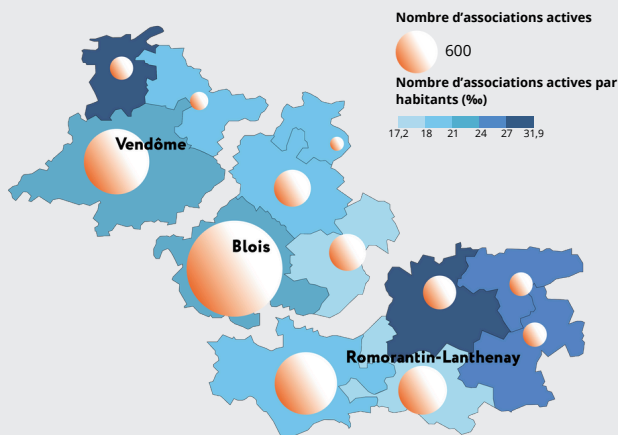 Nombre d’associations actives
600
Nombre d’associations actives par
habitants (‰)
17,2 18 21 24 27 31,9
Vendôme
Blois
Romorantin-Lanthenay